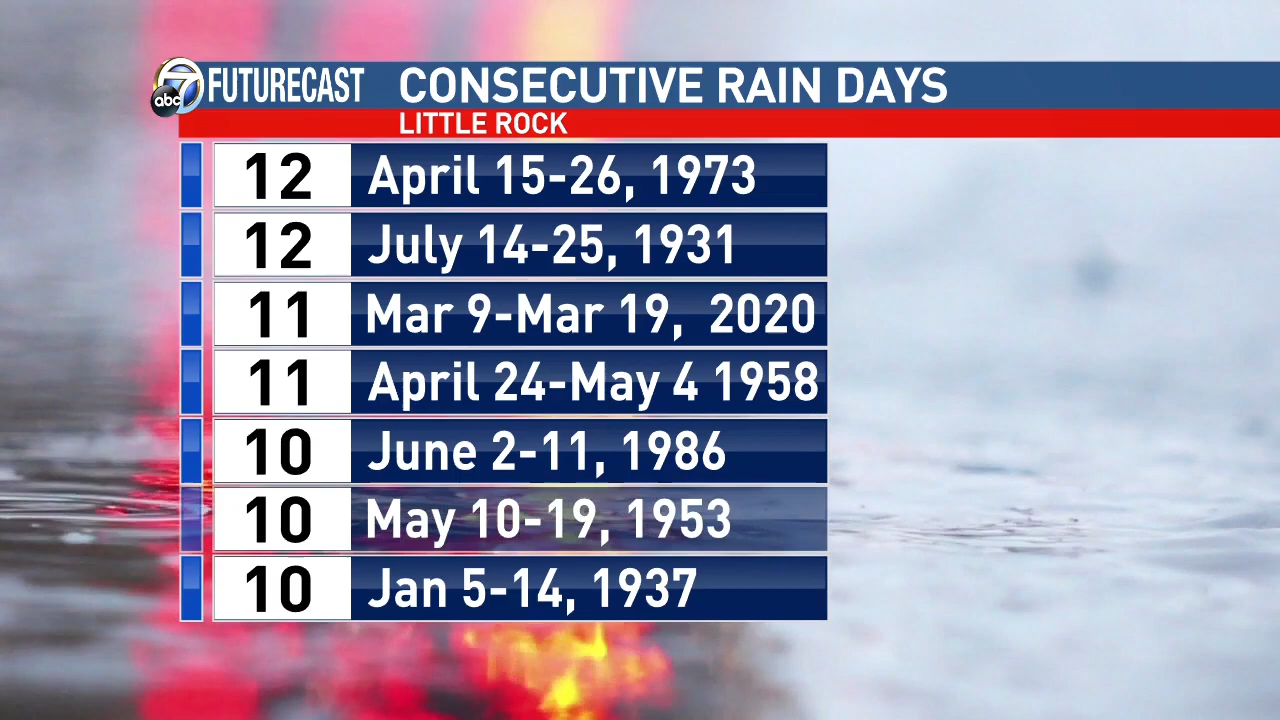 7 abc FUTURECAST CONSECUTIVE RAIN DAYS
LITTLE ROCK
12 April 15-26, 1973
12 July 14-25, 1931
11 Mar 9-Mar 19, 2020
11 April 24-May 4 1958
10 June 2-11, 1986
10 May 10-19, 1953
10 Jan 5-14, 1937